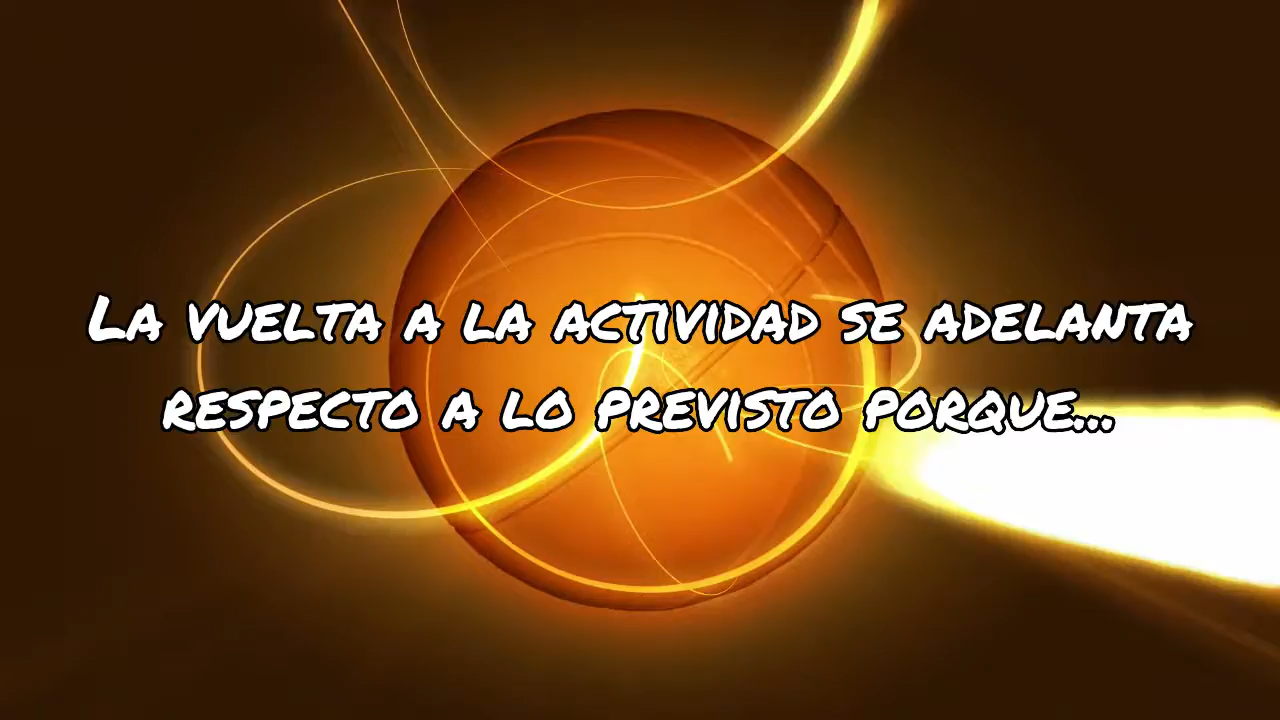 La vuelta a la actividad se adelanta
respecto a lo previsto porque...